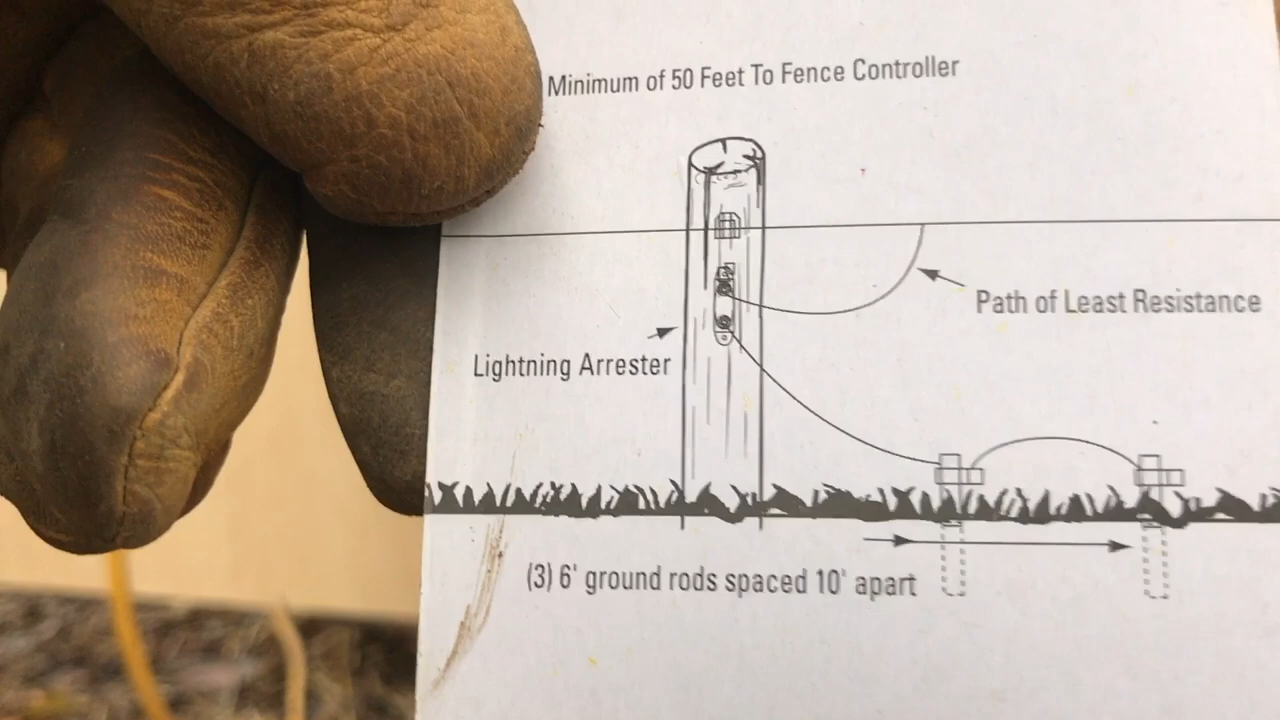 Minimum of 50 Feet To Fence Controller
Path of Least Resistance
Lightning Arrester
(3) 6' ground rods spaced 10' apart